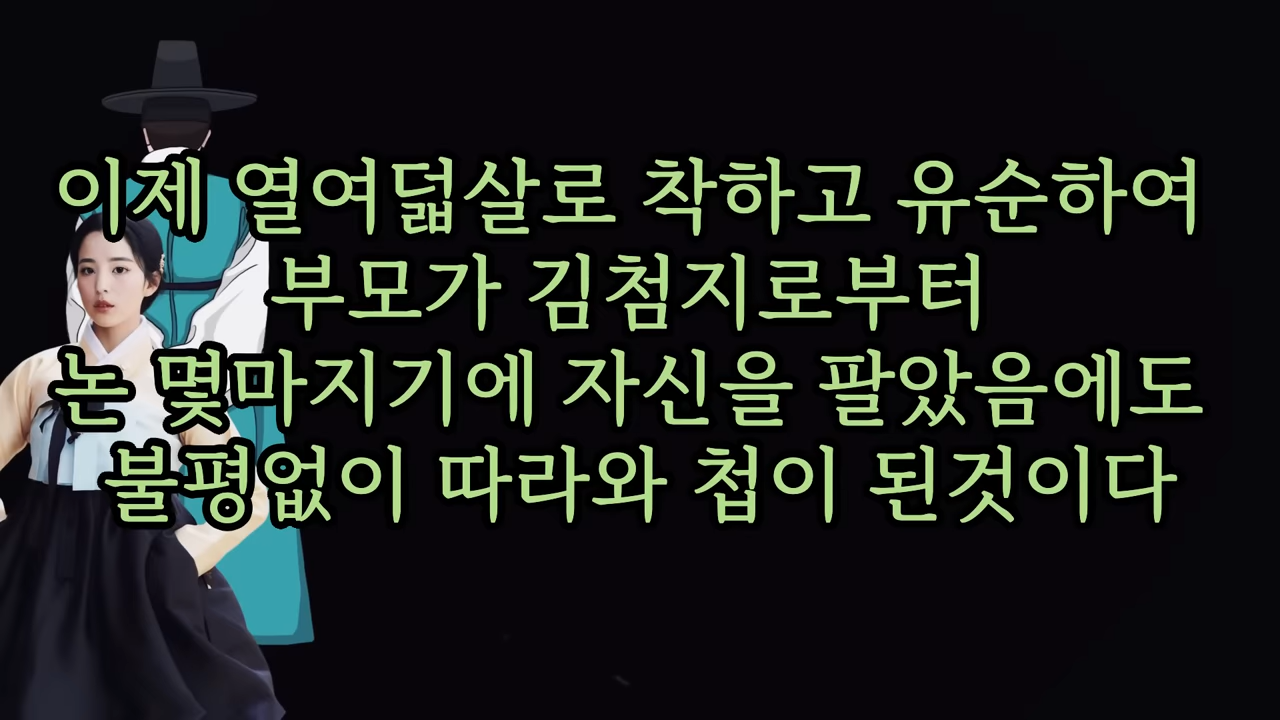 이제 열여덟살로 착하고 유순하여
부모가 김첨지로부터
논 몇마지기에 자신을 팔았음에도
불평없이 따라와 첩이 된것이다